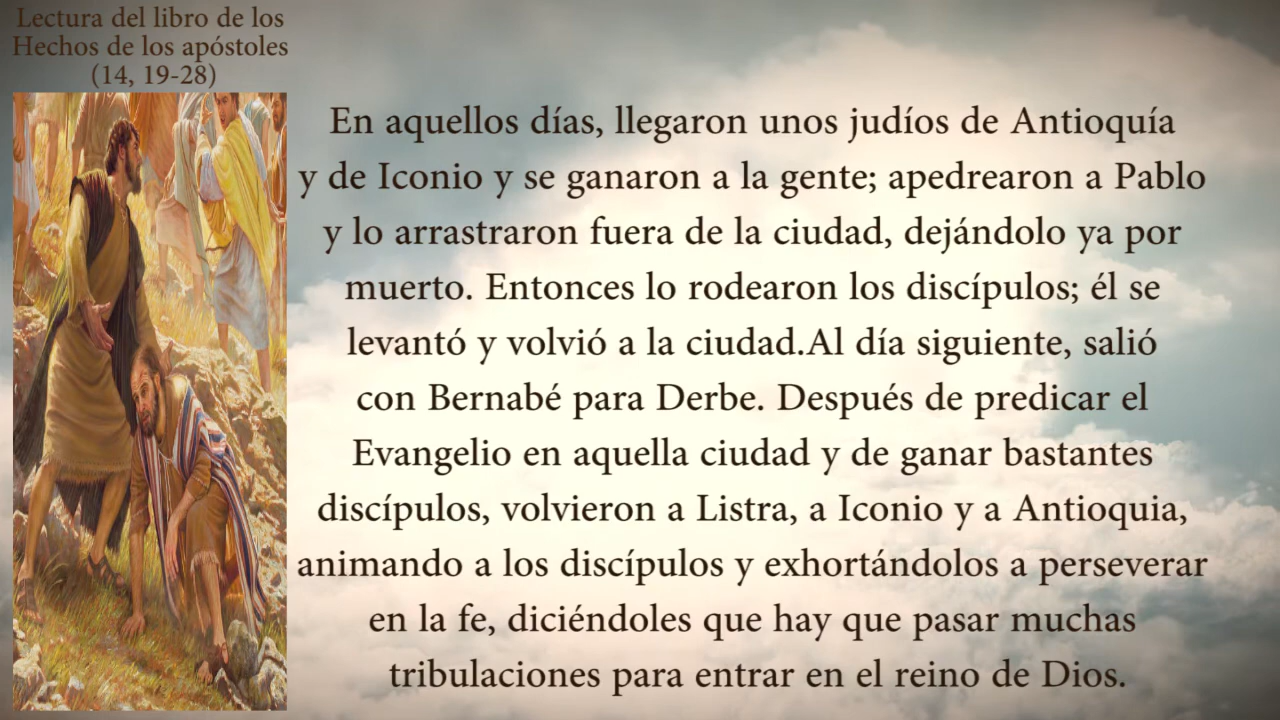 Lectura del libro de los
Hechos de los apóstoles
(14, 19-28)
En aquellos días, llegaron unos judíos de Antioquía
y de Iconio y se ganaron a la gente; apedrearon a Pablo
y lo arrastraron fuera de la ciudad, dejándolo ya por
muerto. Entonces lo rodearon los discípulos; él se
levantó y volvió a la ciudad.Al día siguiente, salió
con Bernabé para Derbe. Después de predicar el
Evangelio en aquella ciudad y de ganar bastantes
discípulos, volvieron a Listra, a Iconio y a Antioquia,
animando a los discípulos y exhortándolos a perseverar
en la fe, diciéndoles que hay que pasar muchas
tribulaciones para entrar en el reino de Dios.